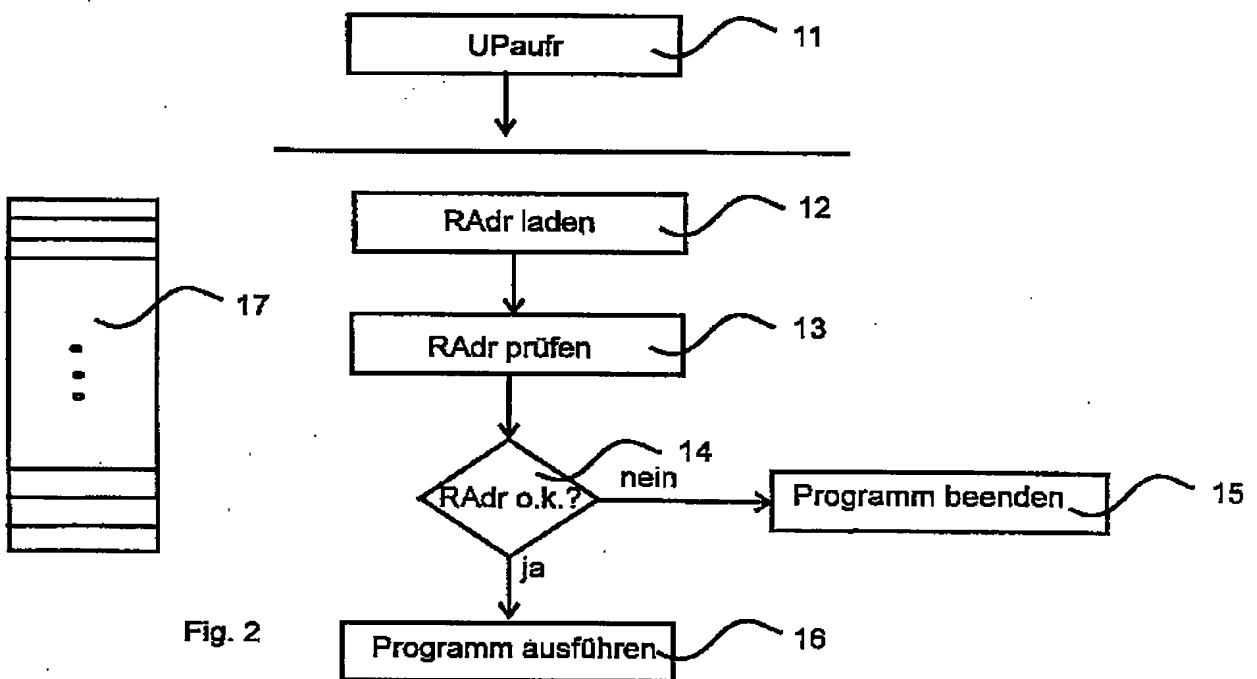 UPaufr
11
RAdr laden
12
17
RAdr prüfen
13
RAdr o.k.?
14
nein
Programm beenden
15
ja
Fig. 2
Programm ausführen
16